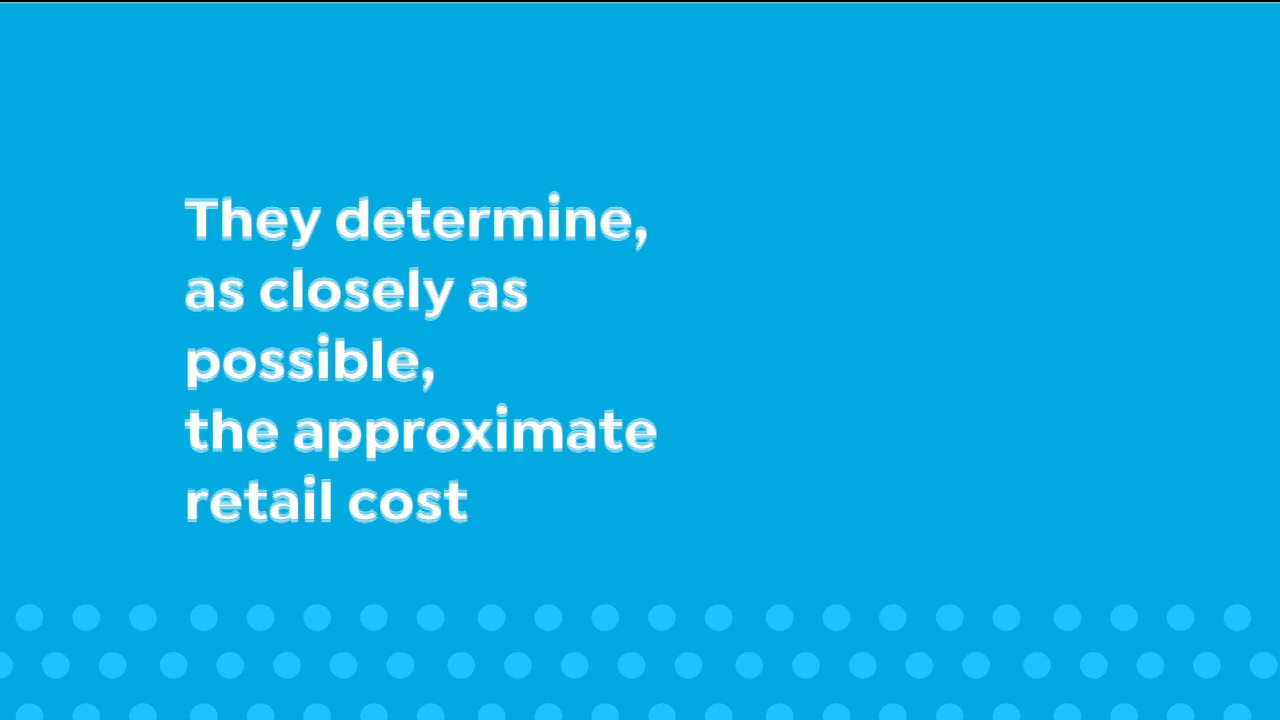 They determine,
as closely as
possible,
the approximate
retail cost